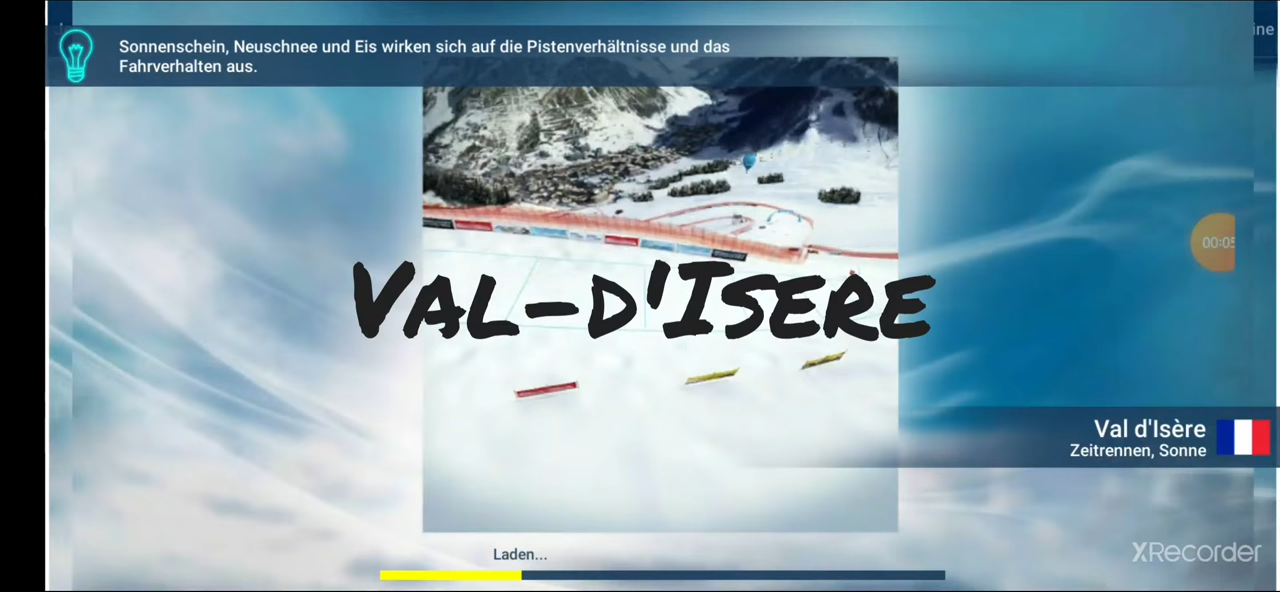 Sonnenschein, Neuschnee und Eis wirken sich auf die Pistenverhältnisse und das
Fahrverhalten aus.
ine
00:05
Val-d'Isere
Val d'Isère
Zeitrennen, Sonne
Laden...
XRecorder